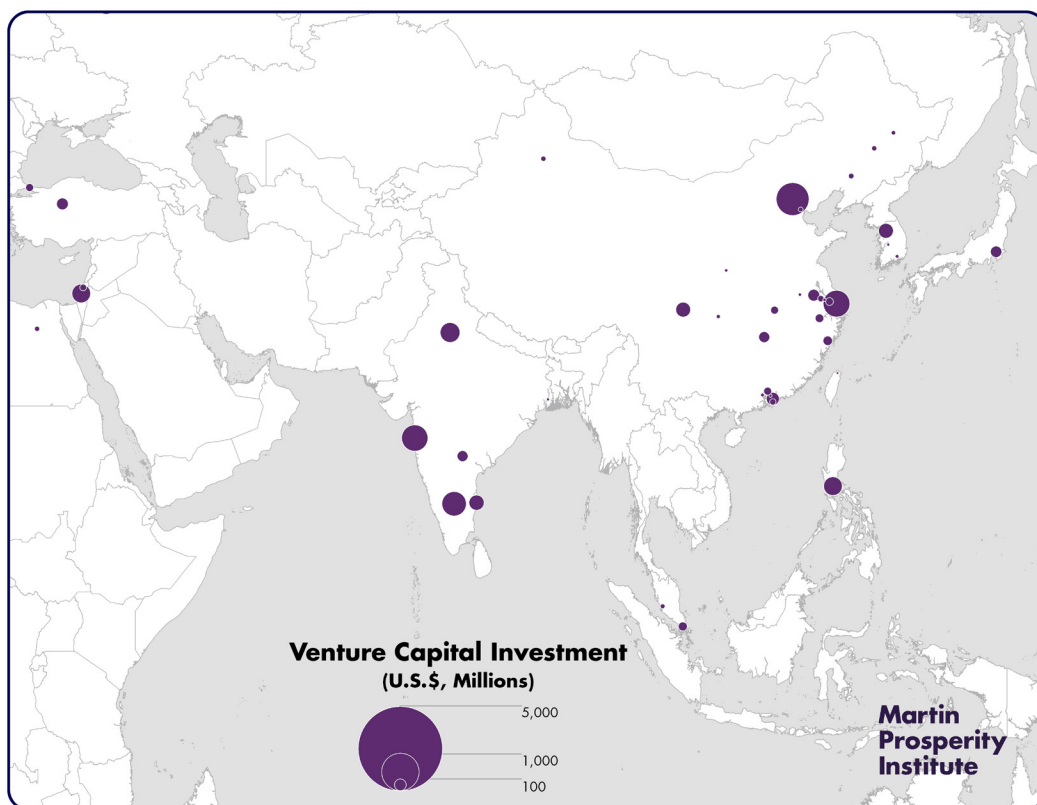 Venture Capital Investment
(U.S.$, Millions)
5,000
1,000
100
Martin
Prosperity
Institute